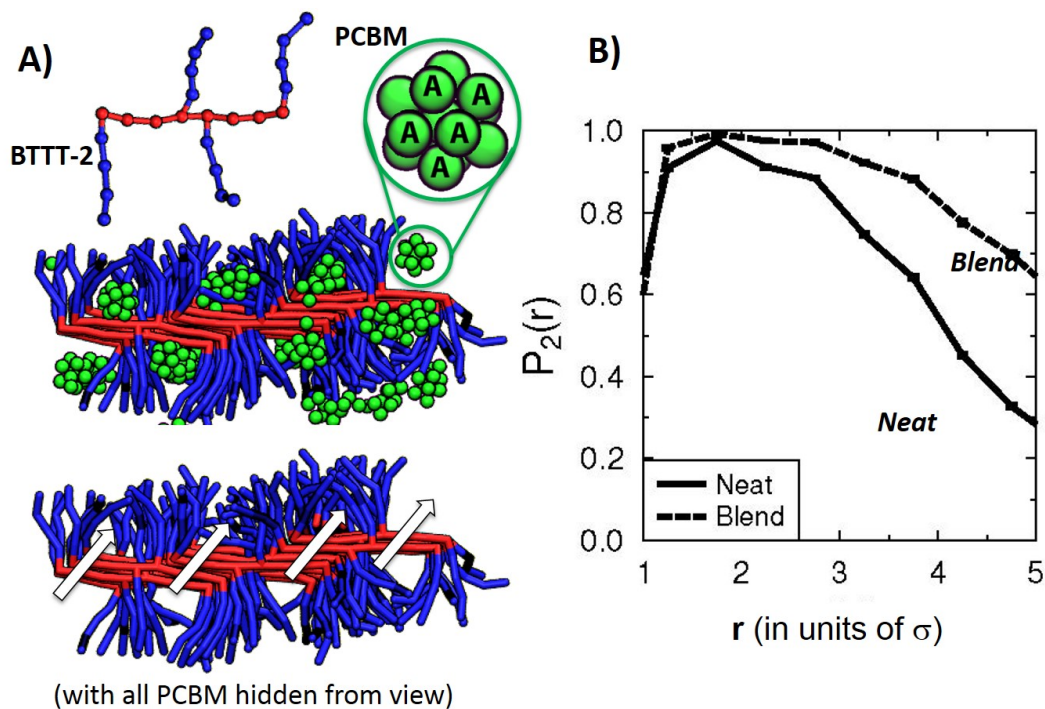 A)
PCBM
A
A A
A A
A
BTTT-2
(with all PCBM hidden from view)
B)
P2(r)
1.0
0.8
0.6
0.4
0.2
0.0
Blend
Neat
Neat
Blend
1 2 3 4 5
r (in units of σ)